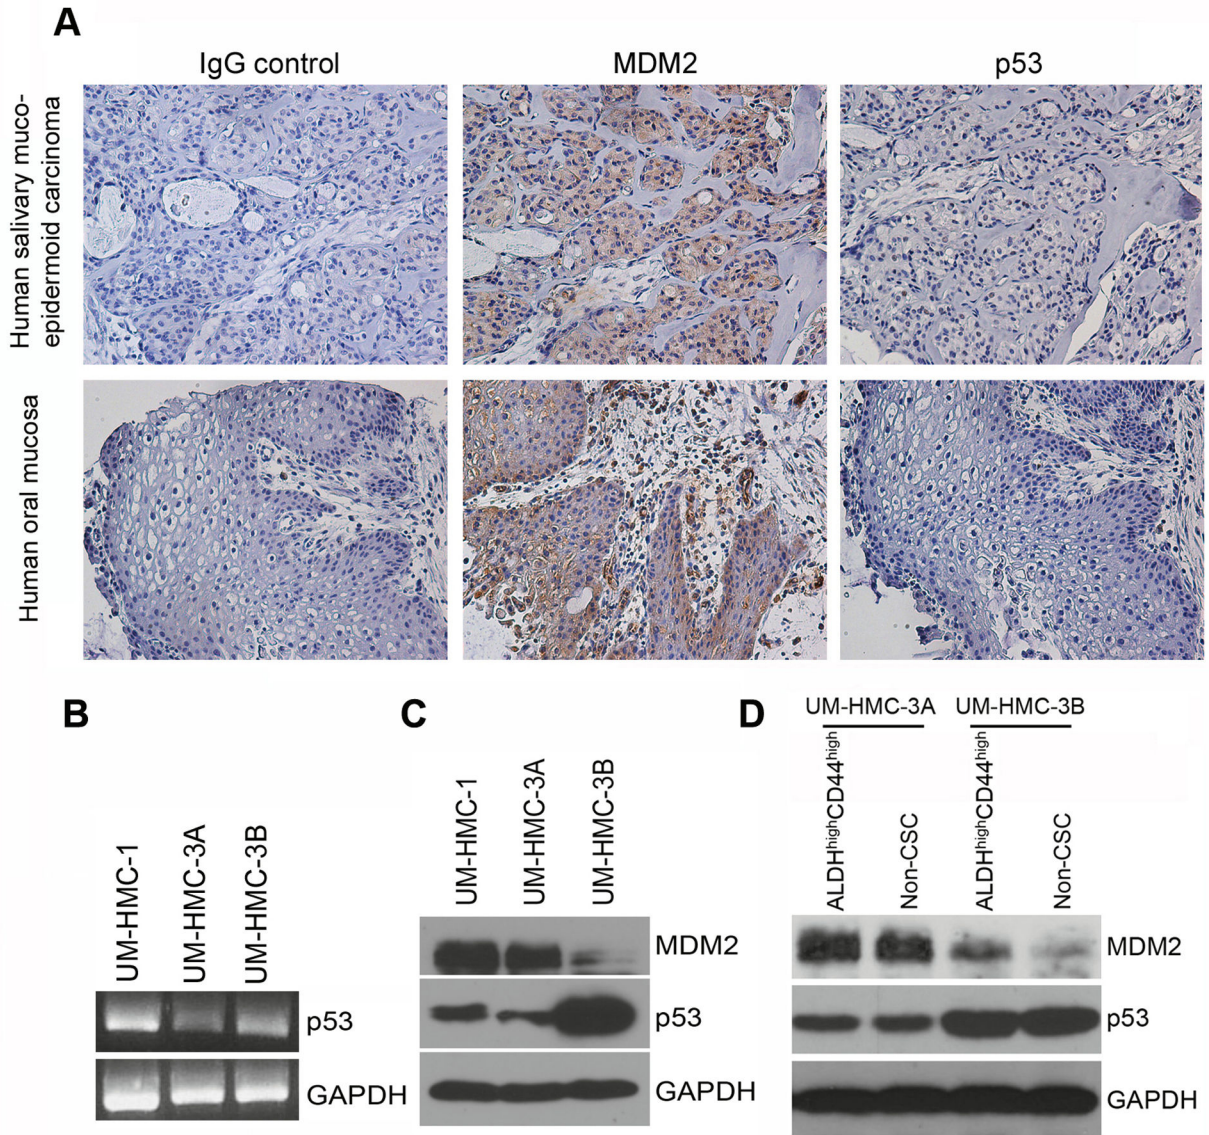 A
IgG control
MDM2
p53
Human salivary muco-
epidermoid carcinoma
Human oral mucosa
B
UM-HMC-1
UM-HMC-3A
UM-HMC-3B
p53
GAPDH
C
UM-HMC-1
UM-HMC-3A
UM-HMC-3B
MDM2
p53
GAPDH
D
UM-HMC-3A
UM-HMC-3B
ALDHhighCD44high
Non-CSC
ALDHhighCD44high
Non-CSC
MDM2
p53
GAPDH